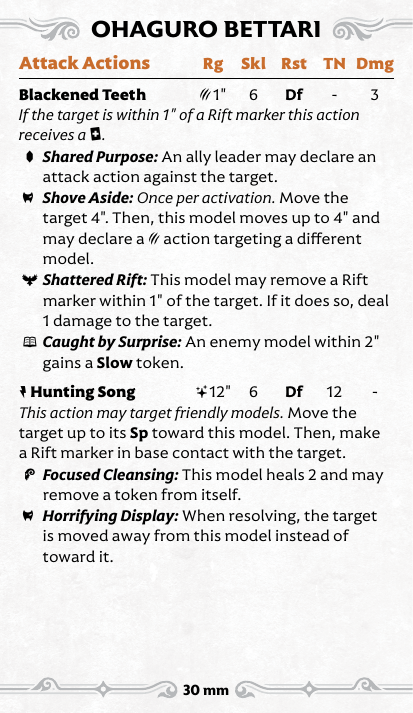 OHAGURO BETTARI
Attack Actions Rg Skl Rst TN Dmg
Blackened Teeth 1" 6 Df - 3
If the target is within 1" of a Rift marker this action
receives a .
Shared Purpose: An ally leader may declare an
attack action against the target.
Shove Aside: Once per activation. Move the
target 4". Then, this model moves up to 4" and
may declare a action targeting a different
model.
Shattered Rift: This model may remove a Rift
marker within 1" of the target. If it does so, deal
1 damage to the target.
Caught by Surprise: An enemy model within 2"
gains a Slow token.
Hunting Song 12" 6 Df 12 -
This action may target friendly models. Move the
target up to its Sp toward this model. Then, make
a Rift marker in base contact with the target.
Focused Cleansing: This model heals 2 and may
remove a token from itself.
Horrifying Display: When resolving, the target
is moved away from this model instead of
toward it.
30 mm